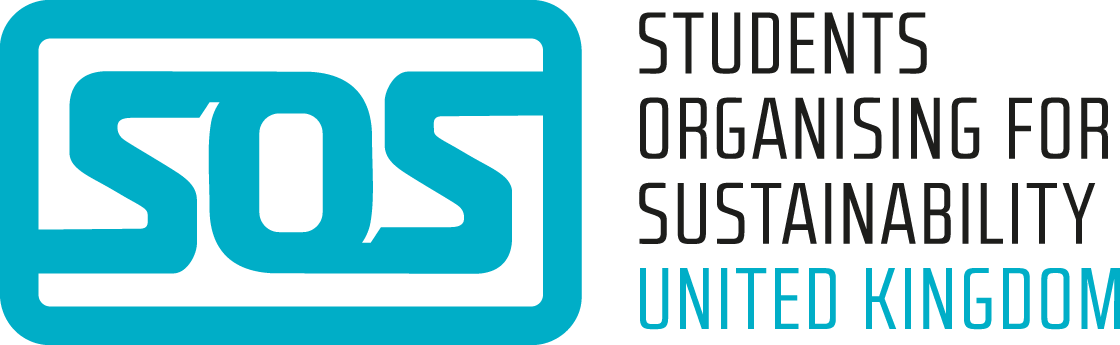 SOS
STUDENTS
ORGANISING FOR
SUSTAINABILITY
UNITED KINGDOM